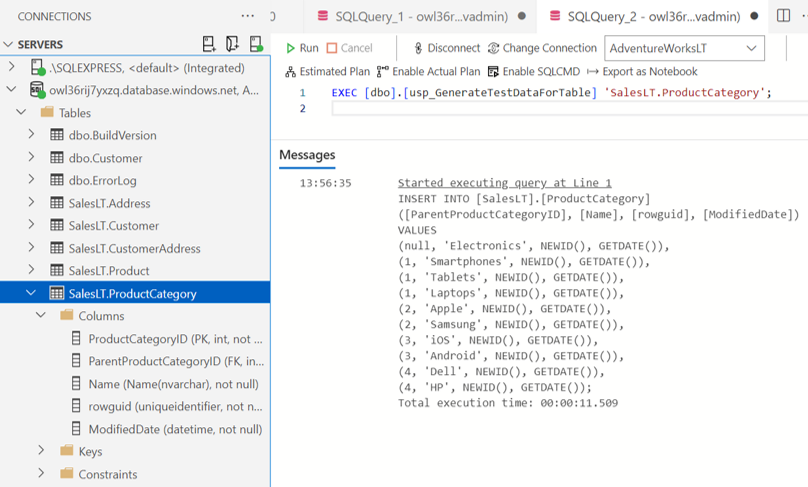 CONNECTIONS
SERVERS
.\SQLEXPRESS, <default> (Integrated)
owl36rij7yxzq.database.windows.net, A...
Tables
dbo.BuildVersion
dbo.Customer
dbo.ErrorLog
SalesLT.Address
SalesLT.Customer
SalesLT.CustomerAddress
SalesLT.Product
SalesLT.ProductCategory
Columns
ProductCategoryID (PK, int, not ...
ParentProductCategoryID (FK, in...
Name (Name(nvarchar), not null)
rowguid (uniqueidentifier, not n...
ModifiedDate (datetime, not null)
Keys
Constraints
0
SQLQuery_1 - owl36r...vadmin)
SQLQuery_2 - owl36r...vadmin)
Run
Cancel
Disconnect
Change Connection
AdventureWorksLT
Estimated Plan
Enable Actual Plan
Enable SQLCMD
Export as Notebook
1 EXEC [dbo].[usp_GenerateTestDataForTable] 'SalesLT.ProductCategory';
2
Messages
13:56:35 Started executing query at Line 1
INSERT INTO [SalesLT].[ProductCategory]
([ParentProductCategoryID], [Name], [rowguid], [ModifiedDate])
VALUES
(null, 'Electronics', NEWID(), GETDATE()),
(1, 'Smartphones', NEWID(), GETDATE()),
(1, 'Tablets', NEWID(), GETDATE()),
(1, 'Laptops', NEWID(), GETDATE()),
(2, 'Apple', NEWID(), GETDATE()),
(2, 'Samsung', NEWID(), GETDATE()),
(3, 'iOS', NEWID(), GETDATE()),
(3, 'Android', NEWID(), GETDATE()),
(4, 'Dell', NEWID(), GETDATE()),
(4, 'HP', NEWID(), GETDATE());
Total execution time: 00:00:11.509